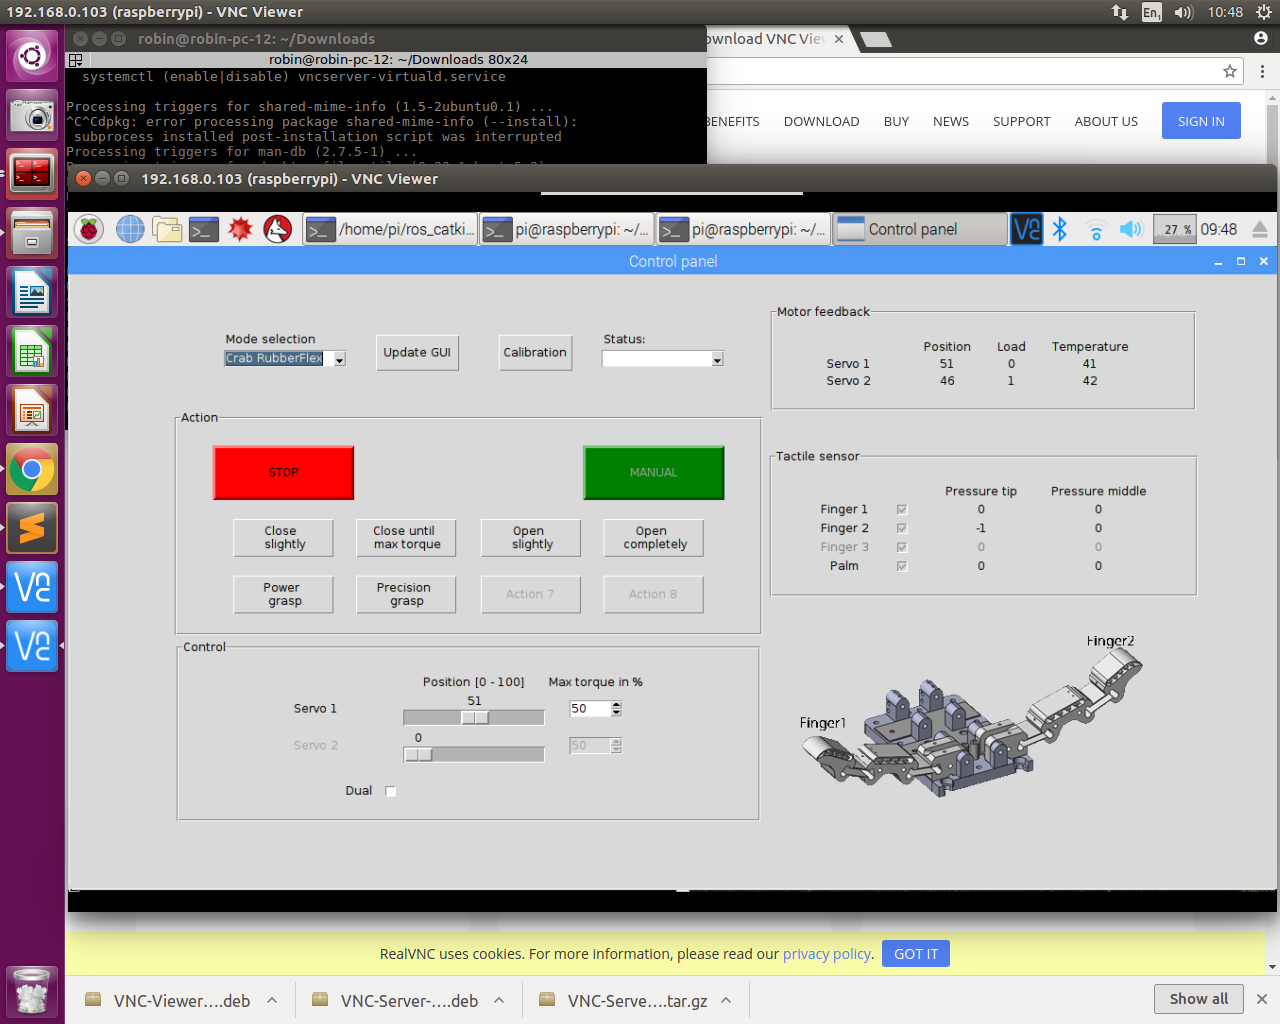 192.168.0.103 (raspberrypi) - VNC Viewer
En1 10:48
robin@robin-pc-12: ~/Downloads
robin@robin-pc-12: ~/Downloads 80x24
systemctl (enable|disable) vncserver-virtuald.service
Processing triggers for shared-mime-info (1.5-2ubuntu0.1) ...
^C^Cdpkg: error processing package shared-mime-info (--install):
subprocess installed post-installation script was interrupted
Processing triggers for man-db (2.7.5-1) ...
ownload VNC View
BENEFITS DOWNLOAD BUY NEWS SUPPORT ABOUT US SIGN IN
192.168.0.103 (raspberrypi) - VNC Viewer
/home/pi/ros_catki... pi@raspberrypi: ~/... pi@raspberrypi: ~/... Control panel 27 % 09:48
Control panel
Mode selection
Crab RubberFlex
Update GUI
Calibration
Status:
Motor feedback
Position Load Temperature
Servo 1 51 0 41
Servo 2 46 1 42
Action
STOP
MANUAL
Close slightly
Close until max torque
Open slightly
Open completely
Power grasp
Precision grasp
Action 7
Action 8
Tactile sensor
Pressure tip Pressure middle
Finger 1 0 0
Finger 2 -1 0
Finger 3 0 0
Palm 0 0
Control
Position [0 - 100] Max torque in %
51
Servo 1 50
0
Servo 2 50
Dual
Finger2
Finger1
RealVNC uses cookies. For more information, please read our privacy policy. GOT IT
VNC-Viewer....deb
VNC-Server-...deb
VNC-Serve....tar.gz
Show all